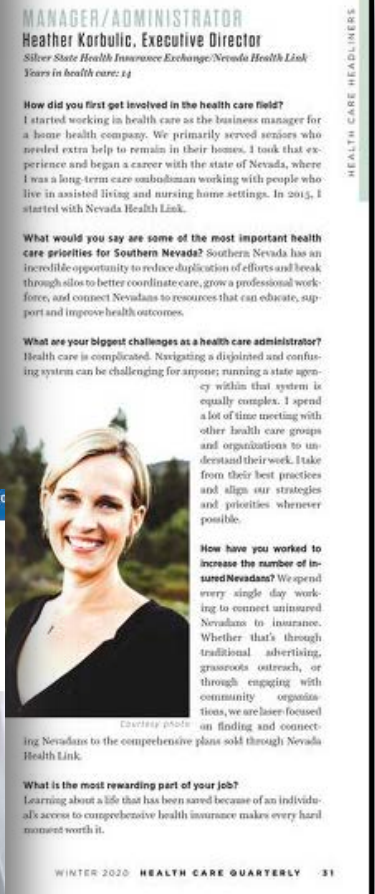 MANAGER/ADMINISTRATOR
Heather Korbulic, Executive Director
Silver State Health Insurance Exchange/Nevada Health Link
Years in health care: 14
How did you first get involved in the health care field?
I started working in health care as the business manager for
a home health company. We primarily served seniors who
needed extra help to remain in their homes. I took that ex-
perience and began a career with the state of Nevada, where
I was a long-term care ombudsman working with people who
live in assisted living and nursing home settings. In 2015, I
started with Nevada Health Link.
What would you say are some of the most important health
care priorities for Southern Nevada? Southern Nevada has an
incredible opportunity to reduce duplication of efforts and break
through silos to better coordinate care, grow a professional work-
force, and connect Nevadans to resources that can educate, sup-
port and improve health outcomes.
What are your biggest challenges as a health care administrator?
Health care is complicated. Navigating a disjointed and confus-
ing system can be challenging for anyone; running a state agen-
cy within that system is
equally complex. I spend
a lot of time meeting with
other health care groups
and organizations to un-
derstand their work. I take
from their best practices
and align our strategies
and priorities whenever
possible.
How have you worked to
increase the number of in-
sured Nevadans? We spend
every single day work-
ing to connect uninsured
Nevadans to insurance.
Whether that's through
traditional advertising,
grassroots outreach, or
through engaging with
community organiza-
tions, we are laser-focused
on finding and connect-
ing Nevadans to the comprehensive plans sold through Nevada
Health Link.
Courtesy photo
What is the most rewarding part of your job?
Learning about a life that has been saved because of an individu-
al's access to comprehensive health insurance makes every hard
moment worth it.
WINTER 2020 HEALTH CARE QUARTERLY 31
HEALTH CARE HEADLINERS